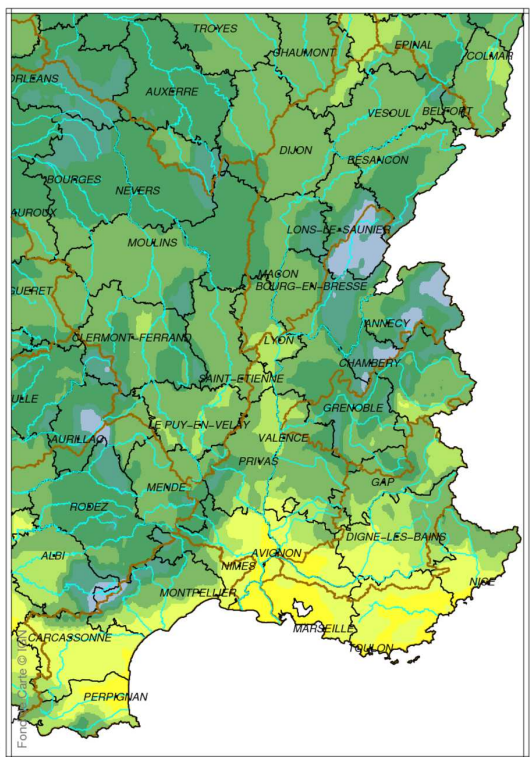 TROYES
EPINAL
CHAUMONT
COLMAR
ORLEANS
AUXERRE
VESOUL
BELFORT
DIJON
BESANCON
BOURGES
NEVERS
LONS-LE-SAUNIER
MOULINS
MACON
BOURG-EN-BRESSE
ANNECY
CLERMONT-FERRAND
LYON
CHAMBERY
SAINT-ETIENNE
GRENOBLE
LE PUY-EN-VELAY
AURILLAC
VALENCE
PRIVAS
GAP
MENDE
RODEZ
DIGNE-LES-BAINS
ALBI
AVIGNON
NIMES
NICE
MONTPELLIER
MARSEILLE
CARCASSONNE
TOULON
PERPIGNAN